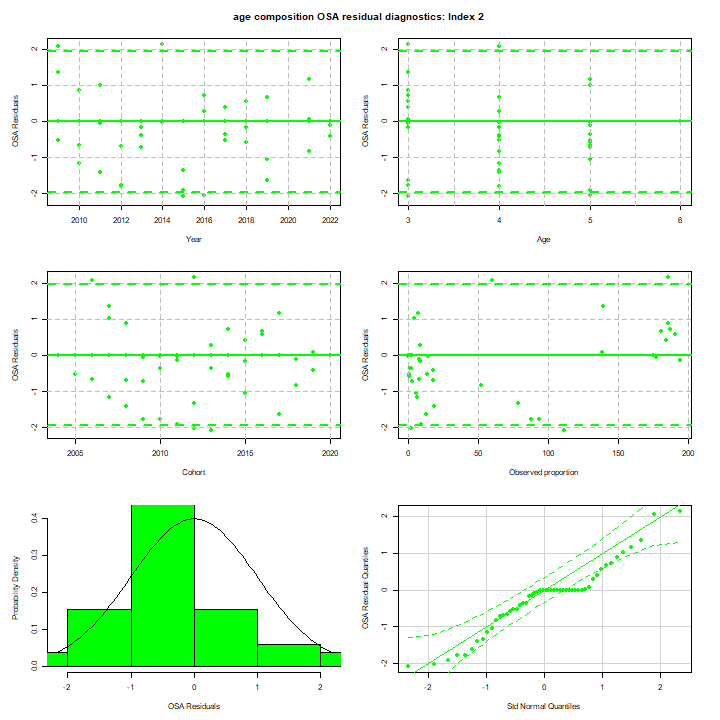 age composition OSA residual diagnostics: Index 2
OSA Residuals
2
1
0
-1
-2
2010 2012 2014 2016 2018 2020 2022
Year
OSA Residuals
2
1
0
-1
-2
3 4 5 6
Age
OSA Residuals
2
1
0
-1
-2
2005 2010 2015 2020
Cohort
OSA Residuals
2
1
0
-1
-2
0 50 100 150 200
Observed proportion
Probability Density
0.4
0.3
0.2
0.1
0.0
-2 -1 0 1 2
OSA Residuals
OSA Residual Quantiles
2
1
0
-1
-2
-2 -1 0 1 2
Std Normal Quantiles